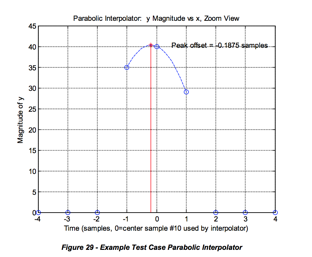 Parabolic Interpolator: y Magnitude vs x, Zoom View
45
40
35
30
25
20
15
10
5
0
Magnitude of y
Peak offset = -0.1875 samples
-4 -3 -2 -1 0 1 2 3 4
Time (samples, 0=center sample #10 used by interpolator)
Figure 29 - Example Test Case Parabolic Interpolator